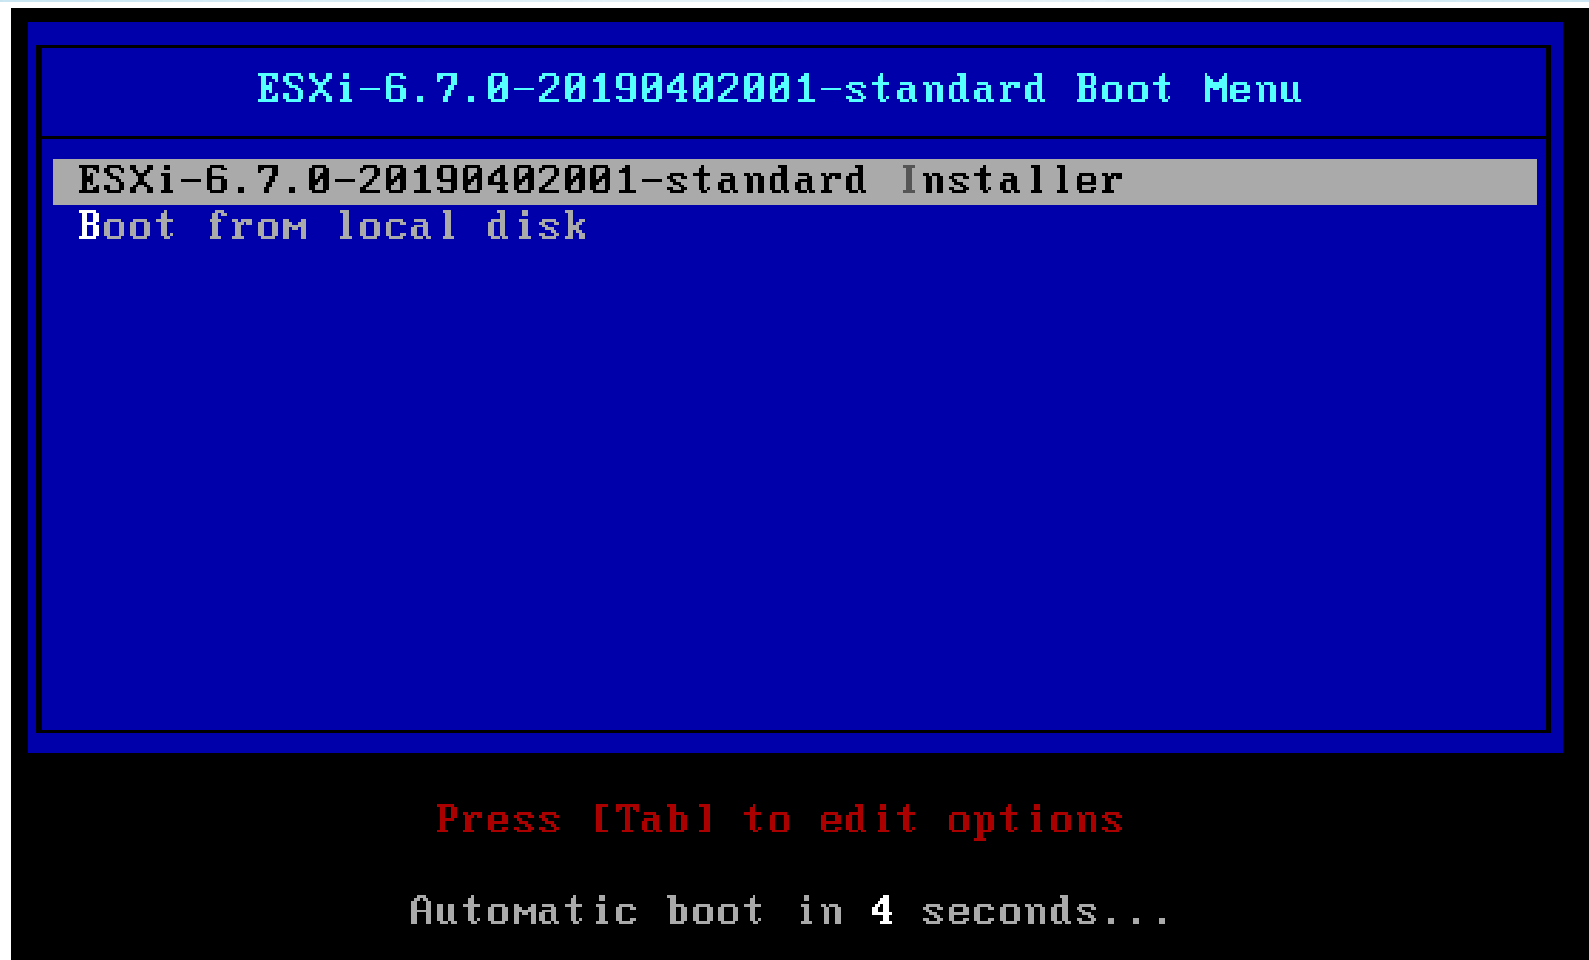 ESXi-6.7.0-20190402001-standard Boot Menu
ESXi-6.7.0-20190402001-standard Installer
Boot from local disk
Press [Tab] to edit options
Automatic boot in 4 seconds...